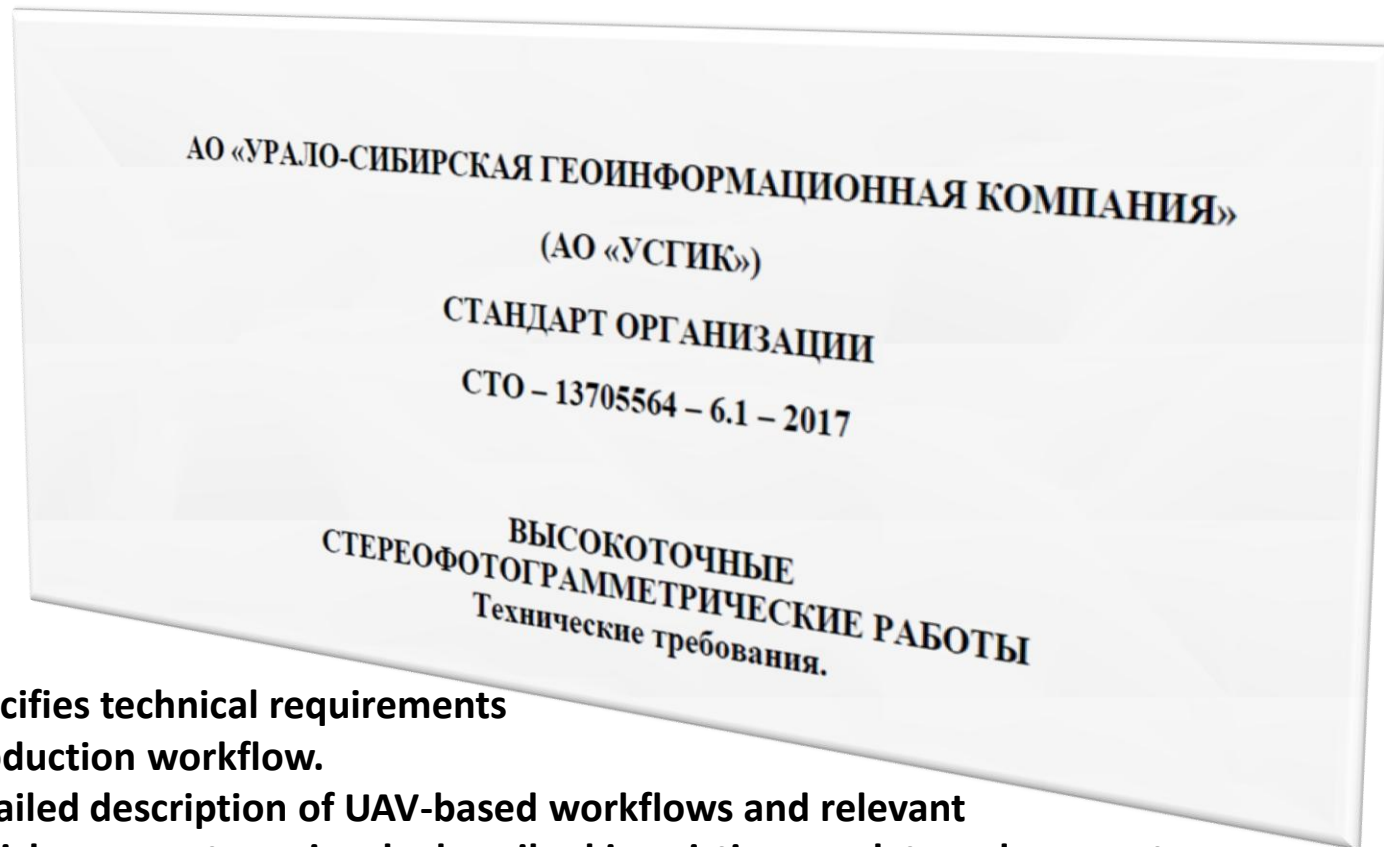 АО «УРАЛО-СИБИРСКАЯ ГЕОИНФОРМАЦИОННАЯ КОМПАНИЯ»
(АО «УСГИК»)
СТАНДАРТ ОРГАНИЗАЦИИ
СТО – 13705564 – 6.1 – 2017
ВЫСОКОТОЧНЫЕ
СТЕРЕОФОТОГРАММЕТРИЧЕСКИЕ РАБОТЫ
Технические требования.
cifies technical requirements
duction workflow.
ailed description of UAV-based workflows and relevant